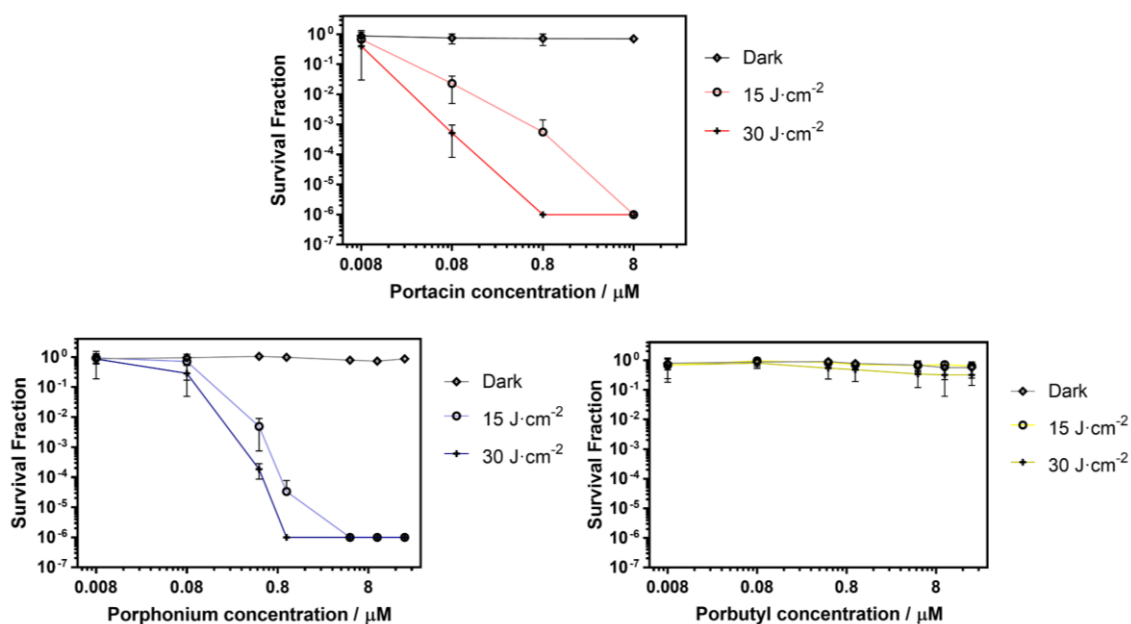 10⁰
10⁻¹
10⁻²
10⁻³
10⁻⁴
10⁻⁵
10⁻⁶
10⁻⁷
Survival Fraction
0.008 0.08 0.8 8
Portacin concentration / μM
Dark
15 J·cm⁻²
30 J·cm⁻²
10⁰
10⁻¹
10⁻²
10⁻³
10⁻⁴
10⁻⁵
10⁻⁶
10⁻⁷
Survival Fraction
0.008 0.08 0.8 8
Porphonium concentration / μM
Dark
15 J·cm⁻²
30 J·cm⁻²
10⁰
10⁻¹
10⁻²
10⁻³
10⁻⁴
10⁻⁵
10⁻⁶
10⁻⁷
Survival Fraction
0.008 0.08 0.8 8
Porbutyl concentration / μM
Dark
15 J·cm⁻²
30 J·cm⁻²